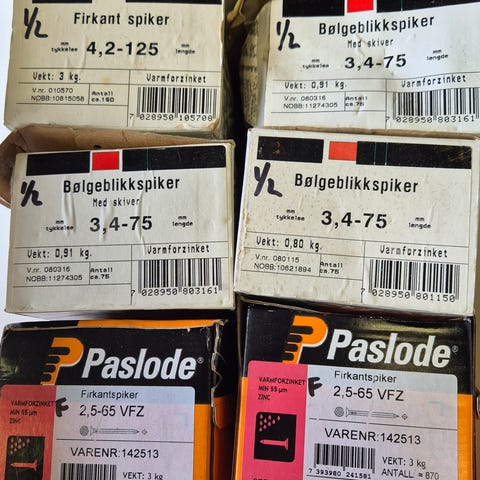 1/2
Firkant spiker
mm
tykkelse
4,2-125
mm
lengde
Vekt: 3 kg.
Varmforzinket
V.nr. 010570
NOBB:10815058
Antall
ca.160
7 028950 105708
1/2
Bølgeblikkspiker
Med skiver
mm
tykkelse
3,4-75
mm
lengde
Vekt: 0,91 kg.
Varmforzinket
V.nr. 080316
NOBB:11274305
Antall
ca.75
7 028950 803161
1/2
Bølgeblikkspiker
Med skiver
mm
tykkelse
3,4-75
mm
lengde
Vekt: 0,91 kg.
Varmforzinket
V.nr. 080316
NOBB:11274305
Antall
ca.75
7 028950 803161
1/2
Bølgeblikkspiker
mm
tykkelse
3,4-75
mm
lengde
Vekt: 0,80 kg.
Varmforzinket
V.nr. 080115
NOBB:10621894
Antall
ca.75
7 028950 801150
Paslode®
Firkantspiker
VARMFORZINKET
MIN 55 µm
ZINC
F
2,5-65 VFZ
VARENR:142513
VEKT: 3 kg
Paslode®
Firkantspiker
VARMFORZINKET
MIN 55 µm
ZINC
F
2,5-65 VFZ
VARENR:142513
VEKT: 3 kg
7 393980 241581
ANTALL: ≈ 870